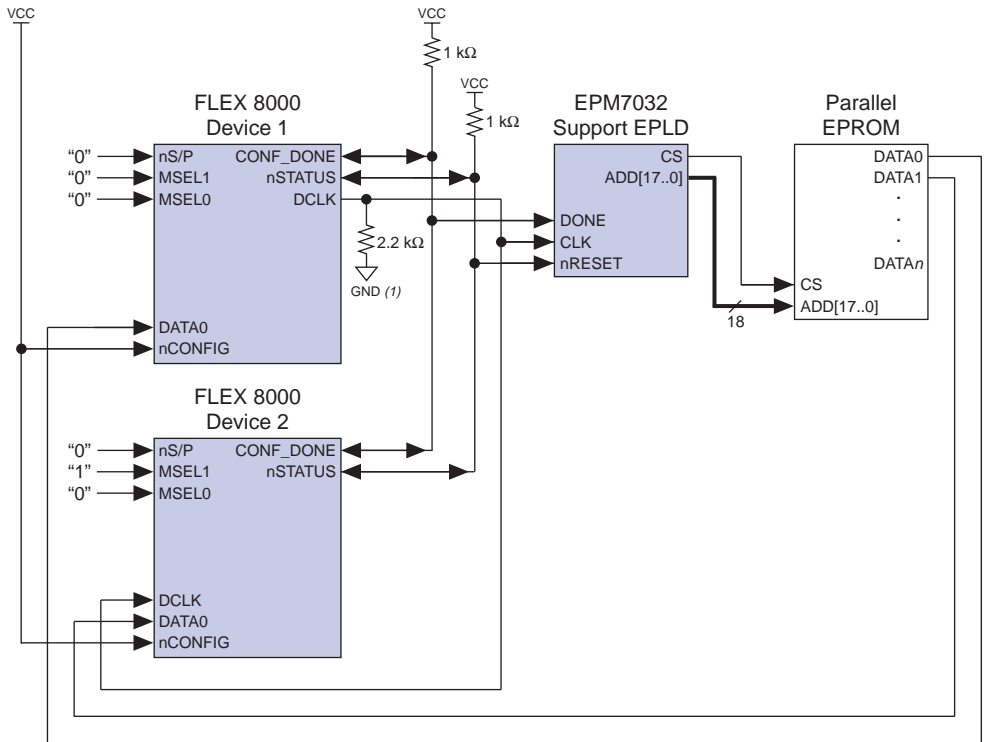 VCC
VCC
1 kΩ
VCC
1 kΩ
FLEX 8000
Device 1
"0"
nS/P
CONF_DONE
"0"
MSEL1
nSTATUS
"0"
MSEL0
DCLK
2.2 kΩ
GND (1)
DATA0
nCONFIG
EPM7032
Support EPLD
CS
ADD[17..0]
DONE
CLK
nRESET
18
Parallel
EPROM
DATA0
DATA1
.
.
.
DATAn
CS
ADD[17..0]
FLEX 8000
Device 2
“0”
nS/P
CONF_DONE
“1”
MSEL1
nSTATUS
“0”
MSEL0
DCLK
DATA0
nCONFIG